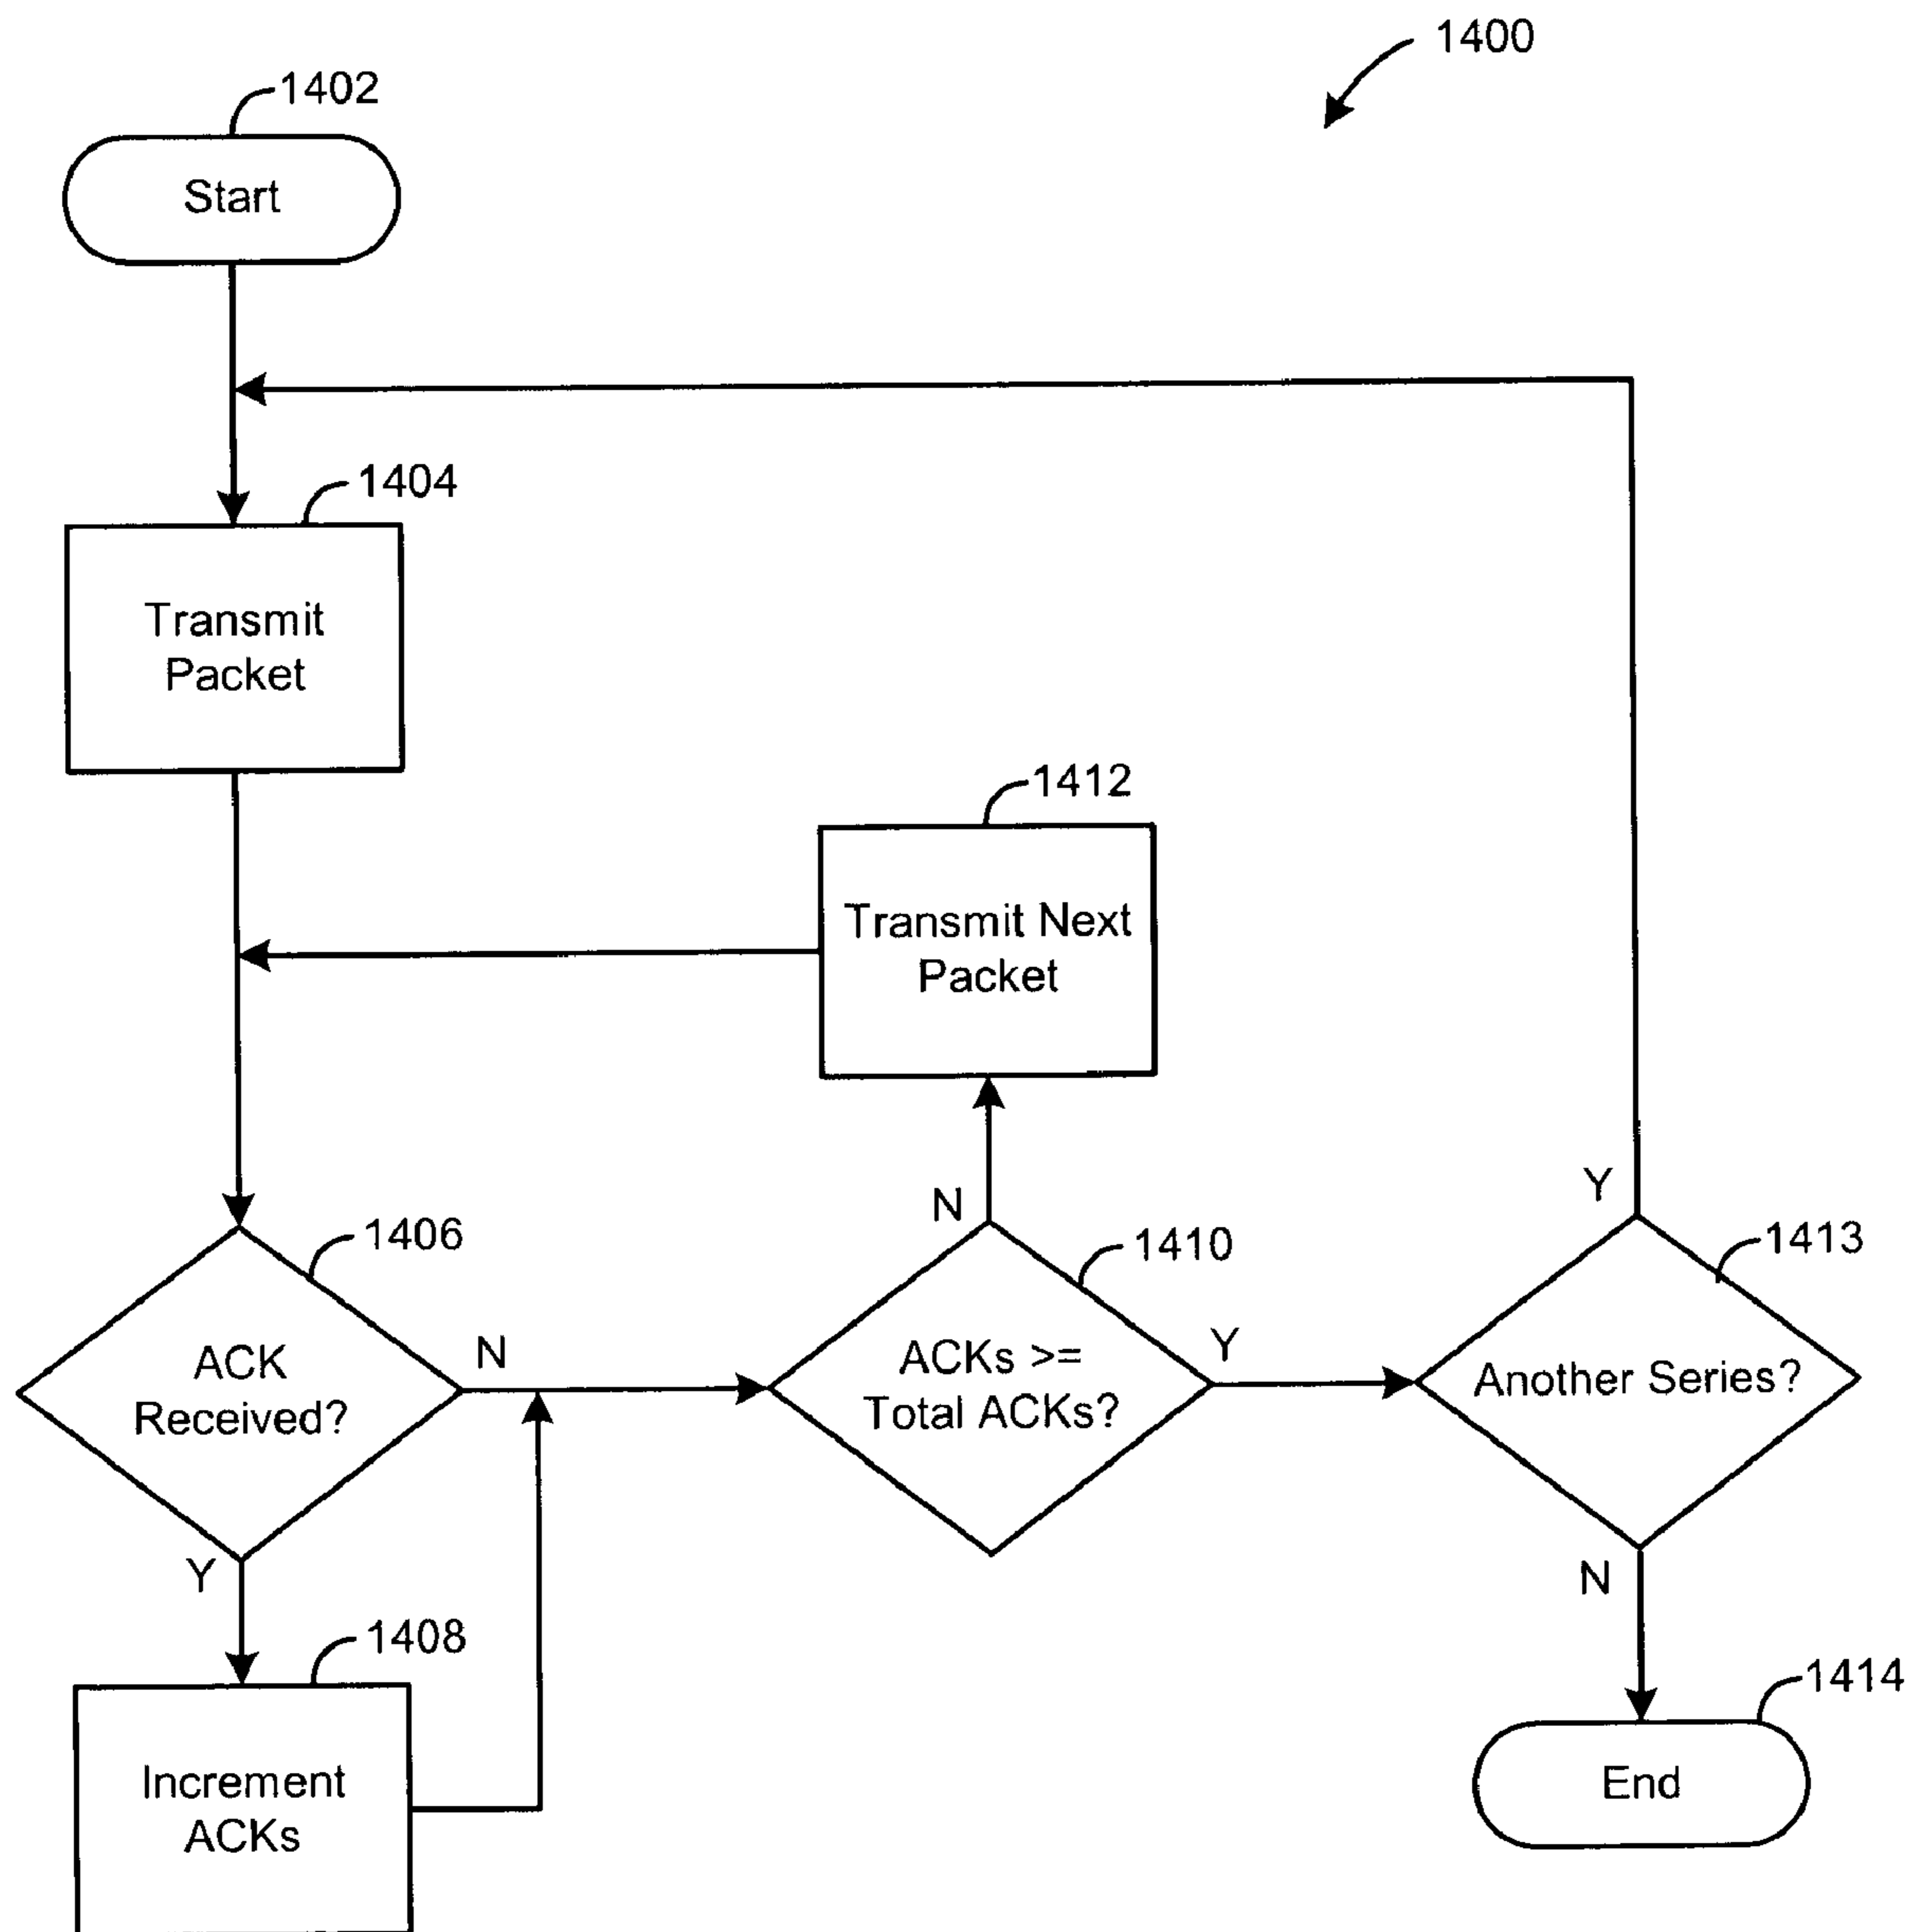 1400
1402
Start
1404
Transmit
Packet
1412
Transmit Next
Packet
1406
ACK
Received?
N
Y
1410
ACKs >=
Total ACKs?
N
Y
1413
Another Series?
Y
N
1408
Increment
ACKs
1414
End